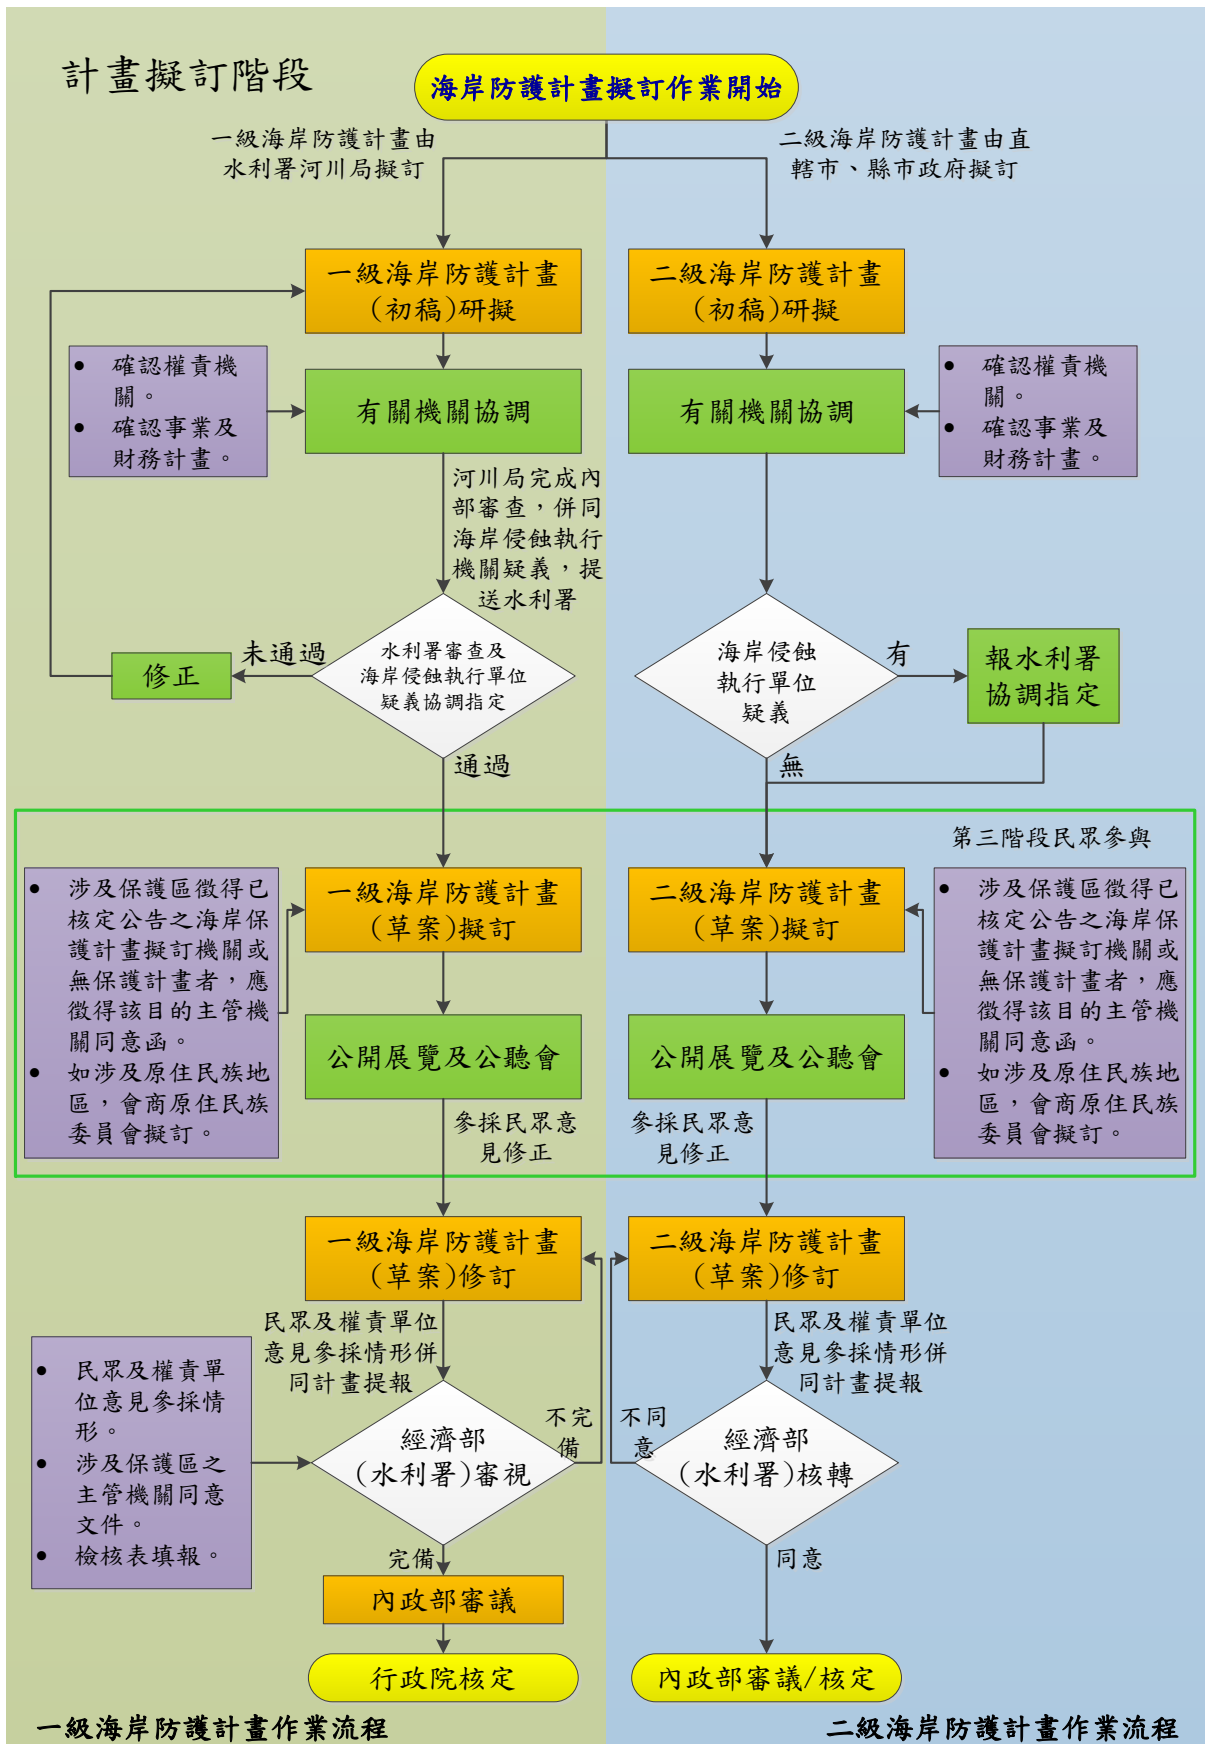 計畫擬訂階段
海岸防護計畫擬訂作業開始
一級海岸防護計畫由
水利署河川局擬訂
二級海岸防護計畫由直
轄市、縣市政府擬訂
一級海岸防護計畫
(初稿)研擬
二級海岸防護計畫
(初稿)研擬
● 確認權責機
關。
● 確認事業及
財務計畫。
有關機關協調
有關機關協調
● 確認權責機
關。
● 確認事業及
財務計畫。
河川局完成內
部審查，併同
海岸侵蝕執行
機關疑義，提
送水利署
修正
未通過
水利署審查及
海岸侵蝕執行單位
疑義協調指定
通過
海岸侵蝕
執行單位
疑義
有
報水利署
協調指定
無
第三階段民眾參與
● 涉及保護區徵得已
核定公告之海岸保
護計畫擬訂機關或
無保護計畫者，應
徵得該目的主管機
關同意函。
● 如涉及原住民族地
區，會商原住民族
委員會擬訂。
一級海岸防護計畫
(草案)擬訂
二級海岸防護計畫
(草案)擬訂
● 涉及保護區徵得已
核定公告之海岸保
護計畫擬訂機關或
無保護計畫者，應
徵得該目的主管機
關同意函。
● 如涉及原住民族地
區，會商原住民族
委員會擬訂。
公開展覽及公聽會
公開展覽及公聽會
參採民眾意
見修正
參採民眾意
見修正
一級海岸防護計畫
(草案)修訂
二級海岸防護計畫
(草案)修訂
民眾及權責單位
意見參採情形併
同計畫提報
民眾及權責單位
意見參採情形併
同計畫提報
● 民眾及權責單
位意見參採情
形。
● 涉及保護區之
主管機關同意
文件。
● 檢核表填報。
經濟部
(水利署)審視
不完
備
不同
意
經濟部
(水利署)核轉
完備
同意
內政部審議
行政院核定
內政部審議/核定
一級海岸防護計畫作業流程
二級海岸防護計畫作業流程